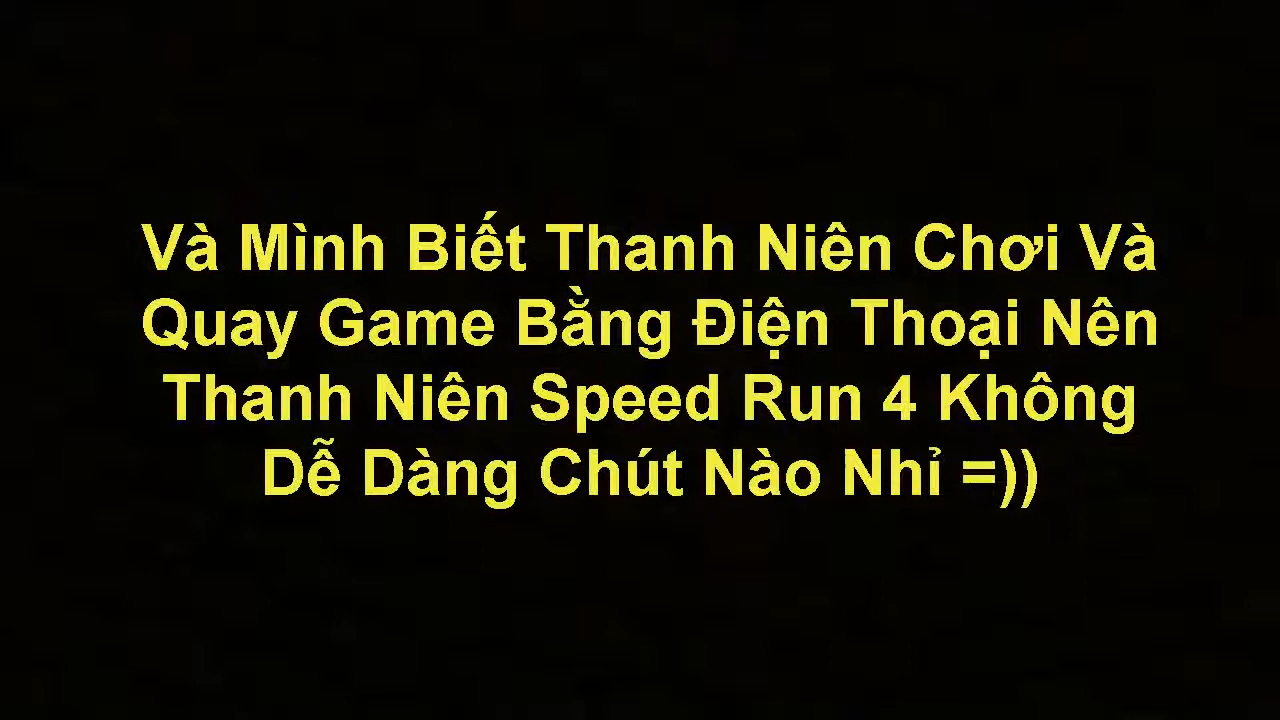 Và Mình Biết Thanh Niên Chơi Và
Quay Game Bằng Điện Thoại Nên
Thanh Niên Speed Run 4 Không
Dễ Dàng Chút Nào Nhỉ =))